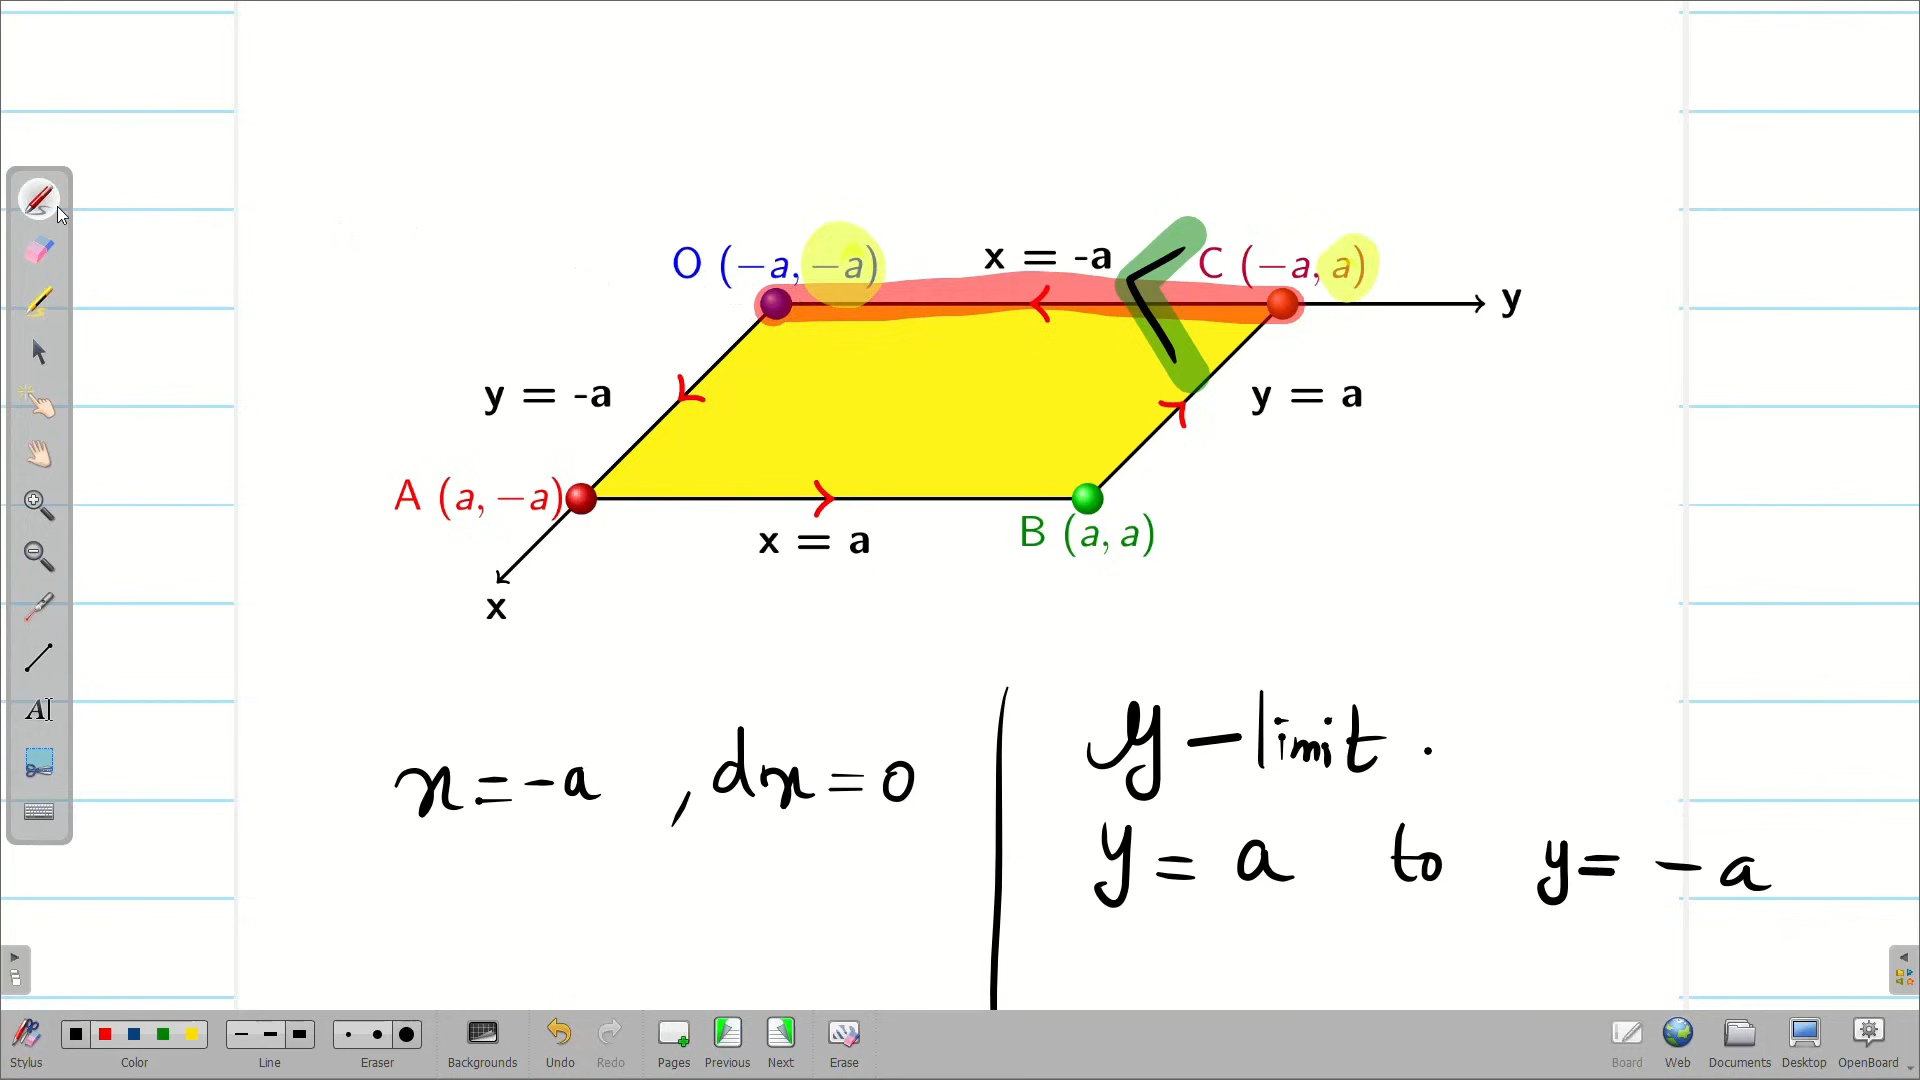 O (−a, −a)
x = -a
C (−a, a)
y
y = -a
y = a
A (a, −a)
x = a
B (a, a)
x
x = -a , dx = 0
y - limit .
y = a to y = - a
A
Stylus
Color
Line
Eraser
Backgrounds
Undo
Redo
Pages
Previous
Next
Erase
Board
Web
Documents
Desktop
OpenBoard